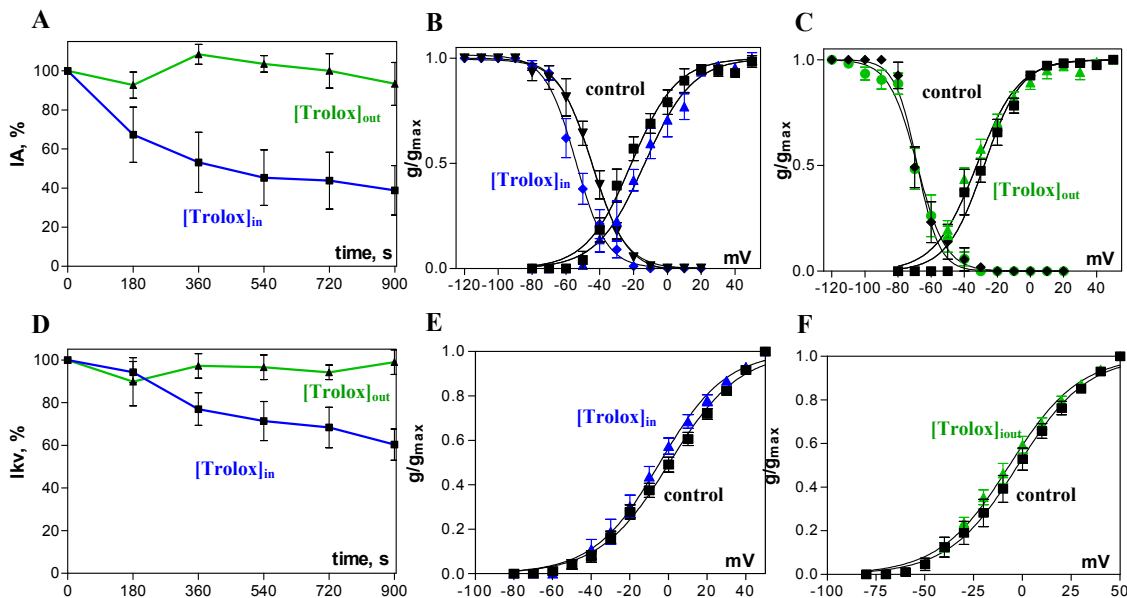 A
IA, %
100
80
60
40
20
0
[Trolox]out
[Trolox]in
time, s
0 180 360 540 720 900
B
g/gmax
1.0
0.5
0.0
control
[Trolox]in
mV
-120 -100 -80 -60 -40 -20 0 20 40
C
g/gmax
1.0
0.5
0.0
control
[Trolox]out
mV
-120 -100 -80 -60 -40 -20 0 20 40
D
Ikv, %
100
80
60
40
20
0
[Trolox]out
[Trolox]in
time, s
0 180 360 540 720 900
E
g/gmax
1.0
0.8
0.6
0.4
0.2
0.0
[Trolox]in
control
mV
-100 -80 -60 -40 -20 0 20 40
F
g/gmax
1.0
0.8
0.6
0.4
0.2
0.0
[Trolox]iout
control
mV
-100 -75 -50 -25 0 25 50